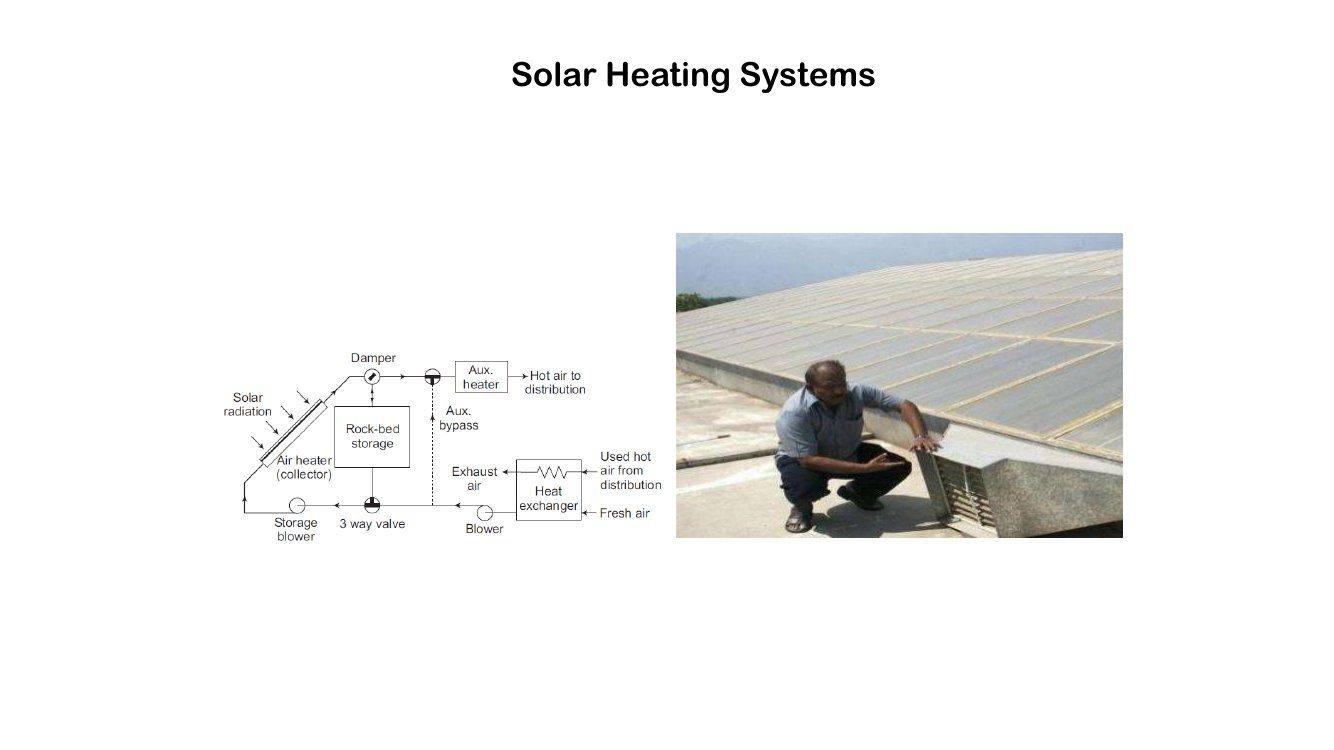 Solar Heating Systems
Damper
Solar
radiation
Aux.
heater
Hot air to
distribution
Aux.
bypass
Rock-bed
storage
Air heater
(collector)
Exhaust
air
Used hot
air from
distribution
Heat
exchanger
Fresh air
Storage
blower
3 way valve
Blower